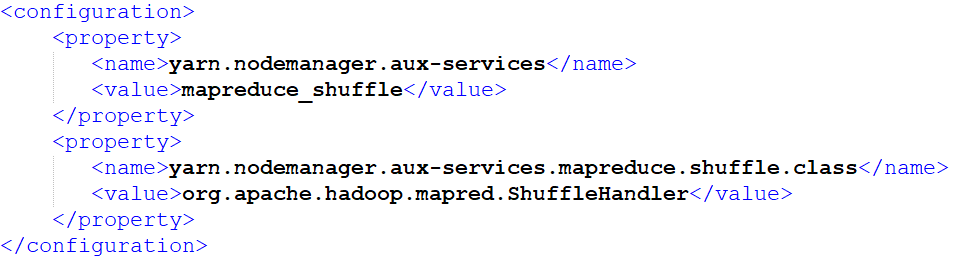 <configuration>
<property>
<name>yarn.nodemanager.aux-services</name>
<value>mapreduce_shuffle</value>
</property>
<property>
<name>yarn.nodemanager.aux-services.mapreduce.shuffle.class</name>
<value>org.apache.hadoop.mapred.ShuffleHandler</value>
</property>
</configuration>